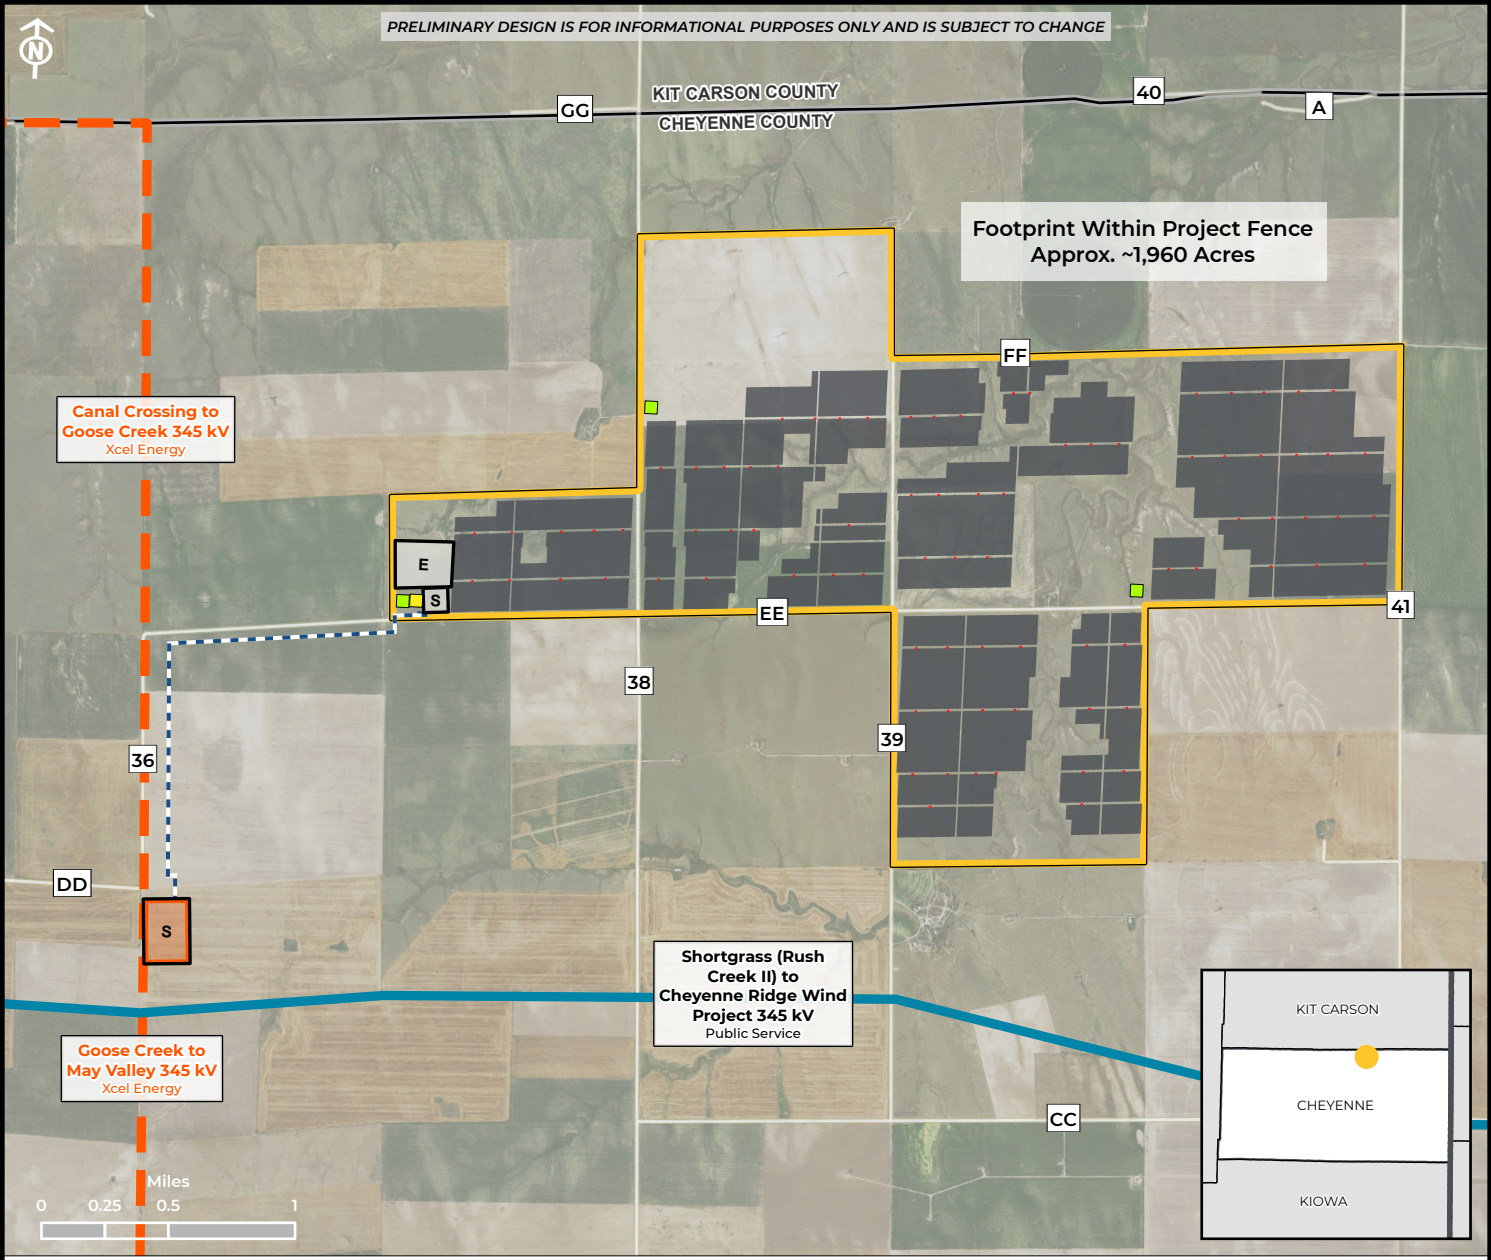 PRELIMINARY DESIGN IS FOR INFORMATIONAL PURPOSES ONLY AND IS SUBJECT TO CHANGE
N
KIT CARSON COUNTY
40
GG
A
CHEYENNE COUNTY
Footprint Within Project Fence
Approx. ~1,960 Acres
FF
Canal Crossing to
Goose Creek 345 kV
Xcel Energy
E
S
EE
41
38
39
36
DD
S
Shortgrass (Rush
Creek II) to
Cheyenne Ridge Wind
Project 345 kV
Public Service
Goose Creek to
May Valley 345 kV
Xcel Energy
CC
KIT CARSON
CHEYENNE
KIOWA
Miles
0 0.25 0.5 1